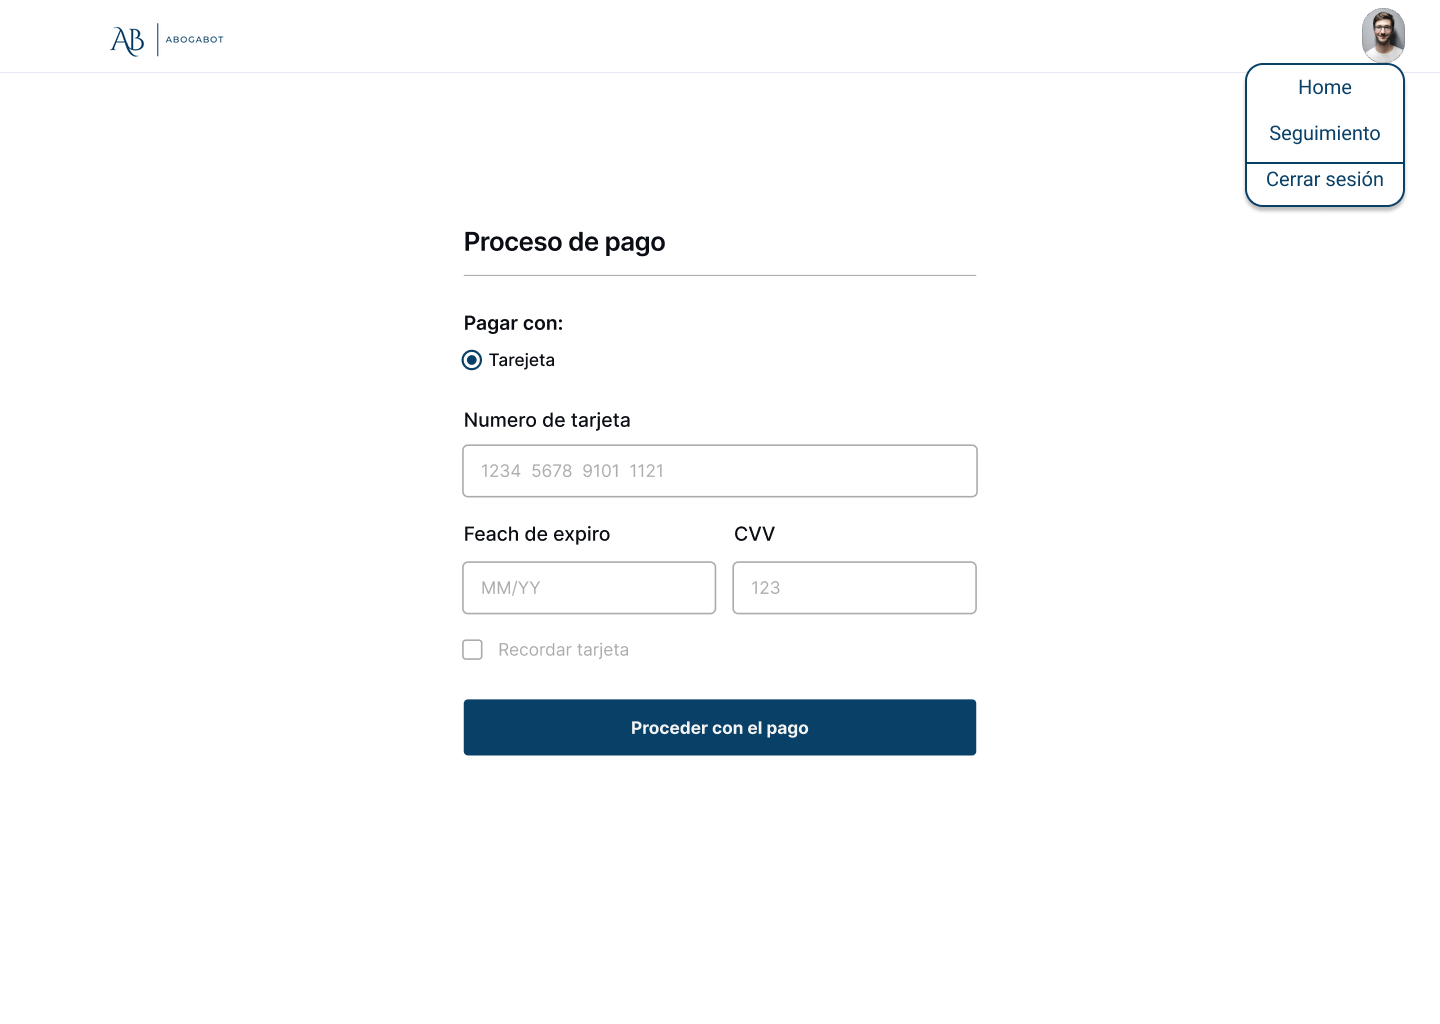 AB ABOGABOT
Home
Seguimiento
Cerrar sesión
Proceso de pago
Pagar con:
Tarejeta
Numero de tarjeta
1234 5678 9101 1121
Feach de expiro CVV
MM/YY 123
Recordar tarjeta
Proceder con el pago